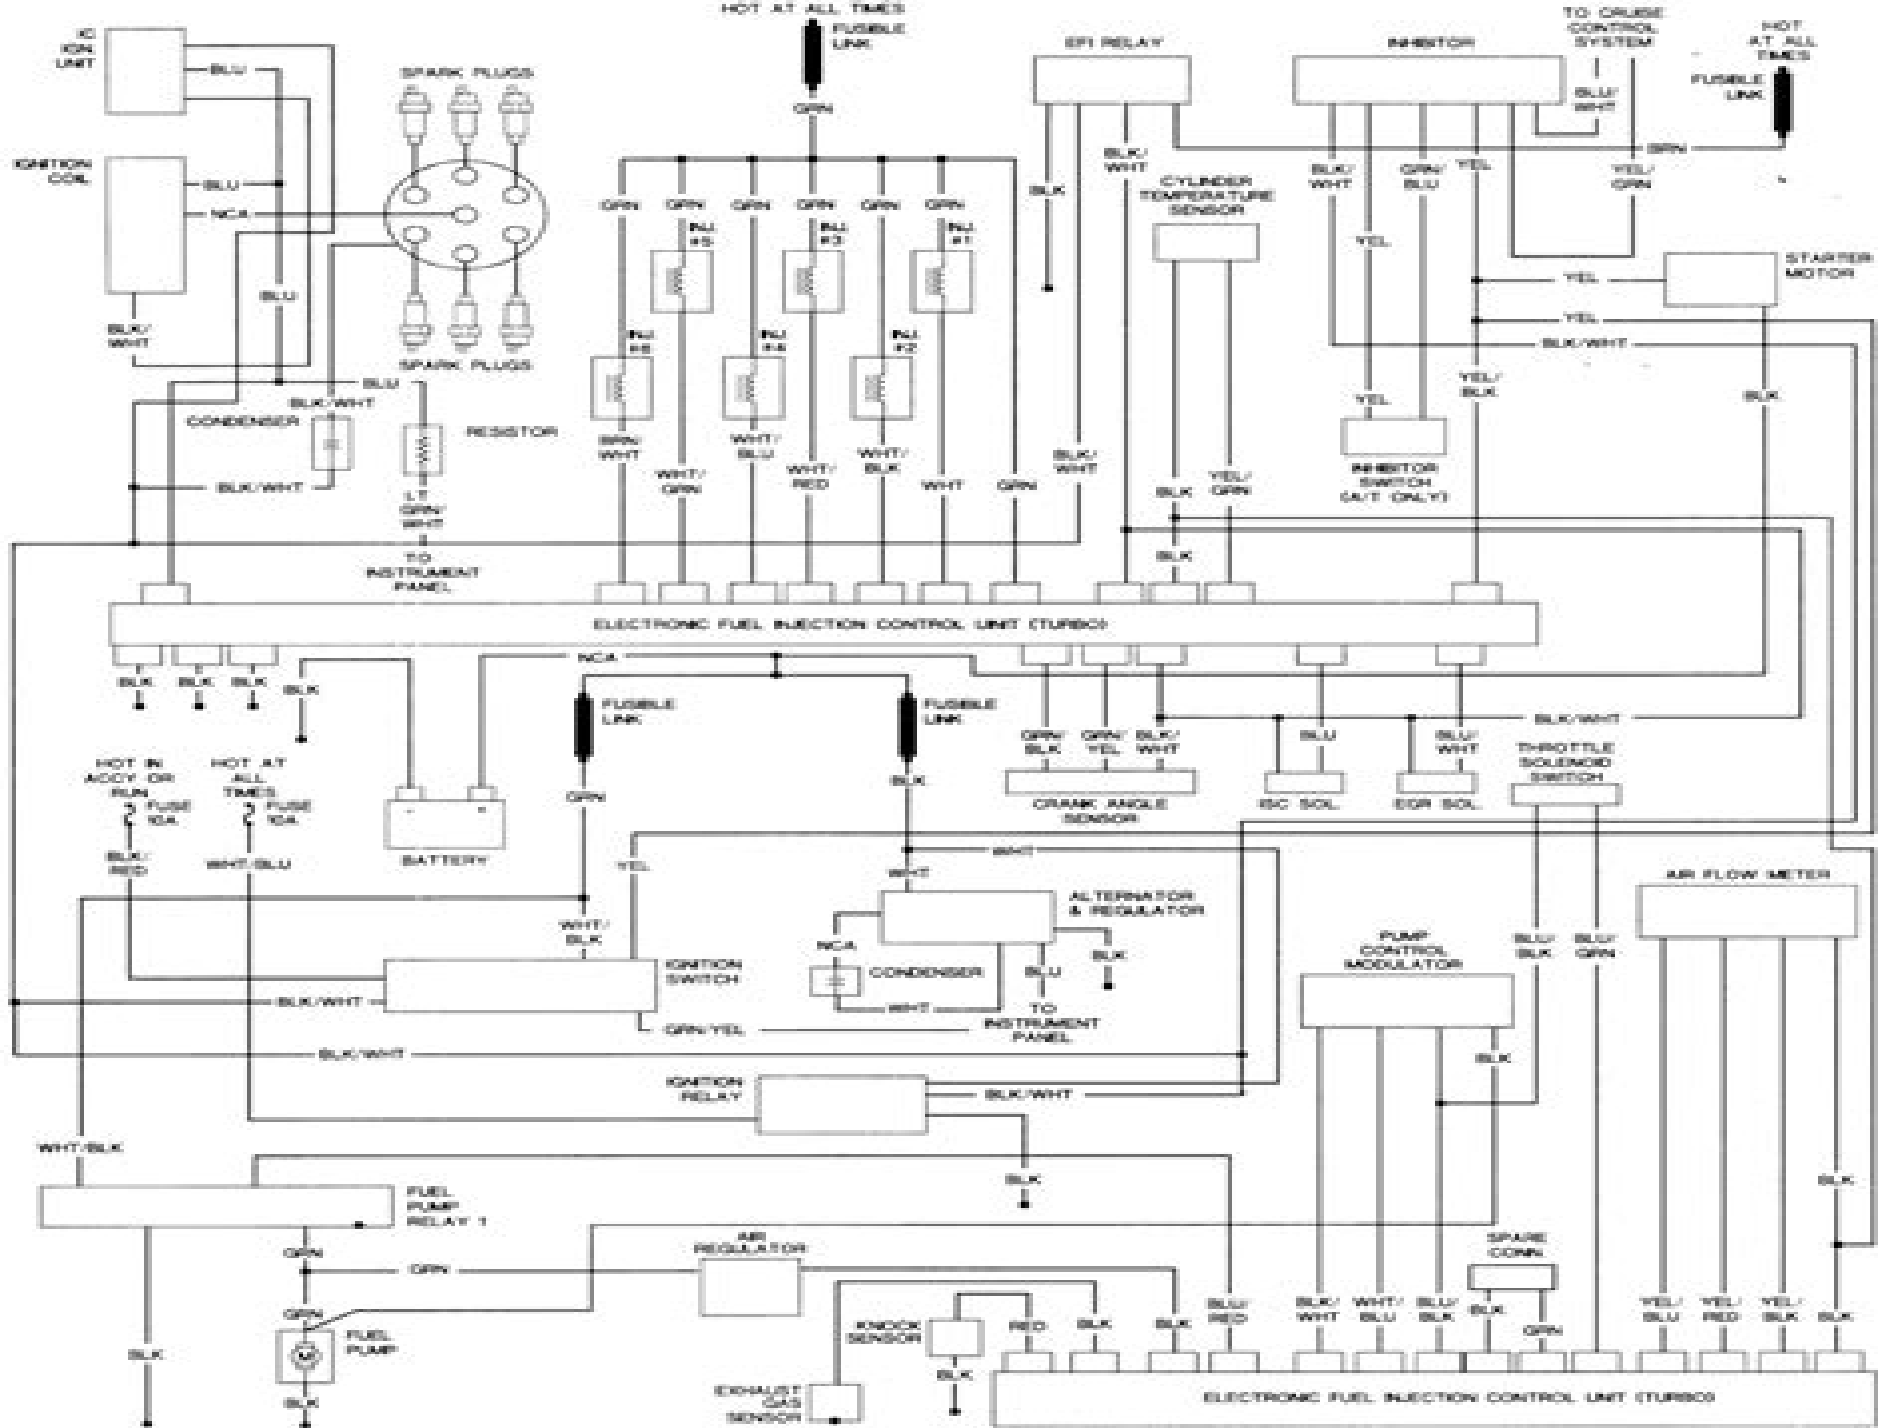 HOT AT ALL TIMES
FUSIBLE
LINK
GRN
IC
IGN
UNIT
BLU
SPARK PLUGS
EFI RELAY
INHIBITOR
TO CRUISE
CONTROL
SYSTEM
HOT
AT ALL
TIMES
FUSIBLE
LINK
BLU/
WHT
GRN
IGNITION
COIL
BLU
NCA
BLU
BLK/
WHT
SPARK PLUGS
BLU
BLK/WHT
CONDENSER
RESISTOR
BLK/WHT
LT
GRN/
WHT
TO
INSTRUMENT
PANEL
GRN
GRN
GRN
GRN
GRN
GRN
INJ.
#5
INJ.
#3
INJ.
#1
INJ.
#6
INJ.
#4
INJ.
#2
BRN/
WHT
WHT/
GRN
WHT/
BLU
WHT/
RED
WHT/
BLK
WHT
GRN
BLK
BLK/
WHT
BLK/
WHT
CYLINDER
TEMPERATURE
SENSOR
BLK
YEL/
GRN
BLK
BLK/
WHT
GRN/
BLU
YEL
YEL/
GRN
YEL
YEL
STARTER
MOTOR
YEL
BLK/WHT
YEL/
BLK
BLK
YEL
INHIBITOR
SWITCH
(A/T ONLY)
ELECTRONIC FUEL INJECTION CONTROL UNIT (TURBO)
BLK
BLK
BLK
BLK
NCA
FUSIBLE
LINK
FUSIBLE
LINK
GRN
BLK
GRN/
BLK
GRN/
YEL
BLK/
WHT
BLU
BLU/
WHT
BLK/WHT
CRANK ANGLE
SENSOR
ISC SOL.
EGR SOL.
THROTTLE
SOLENOID
SWITCH
HOT IN
ACCY OR
RUN
FUSE
10A
HOT AT
ALL
TIMES
FUSE
10A
BLK/
RED
WHT/BLU
BATTERY
YEL
WHT
WHT
WHT/
BLK
ALTERNATOR
& REGULATOR
NCA
CONDENSER
WHT
BLU
BLK
TO
INSTRUMENT
PANEL
IGNITION
SWITCH
BLK/WHT
GRN/YEL
BLK/WHT
IGNITION
RELAY
BLK/WHT
BLK
PUMP
CONTROL
MODULATOR
BLU/
BLK
BLU/
GRN
AIR FLOW METER
BLK
BLK
WHT/BLK
FUEL
PUMP
RELAY 1
GRN
GRN
GRN
BLK
FUEL
PUMP
M
BLK
AIR
REGULATOR
EXHAUST
GAS
SENSOR
KNOCK
SENSOR
BLK
RED
BLK
BLK
BLU/
RED
BLK/
WHT
WHT/
BLU
BLU/
BLK
SPARE
CONN.
BLK
GRN
YEL/
BLU
YEL/
RED
YEL/
BLK
BLK
ELECTRONIC FUEL INJECTION CONTROL UNIT (TURBO)